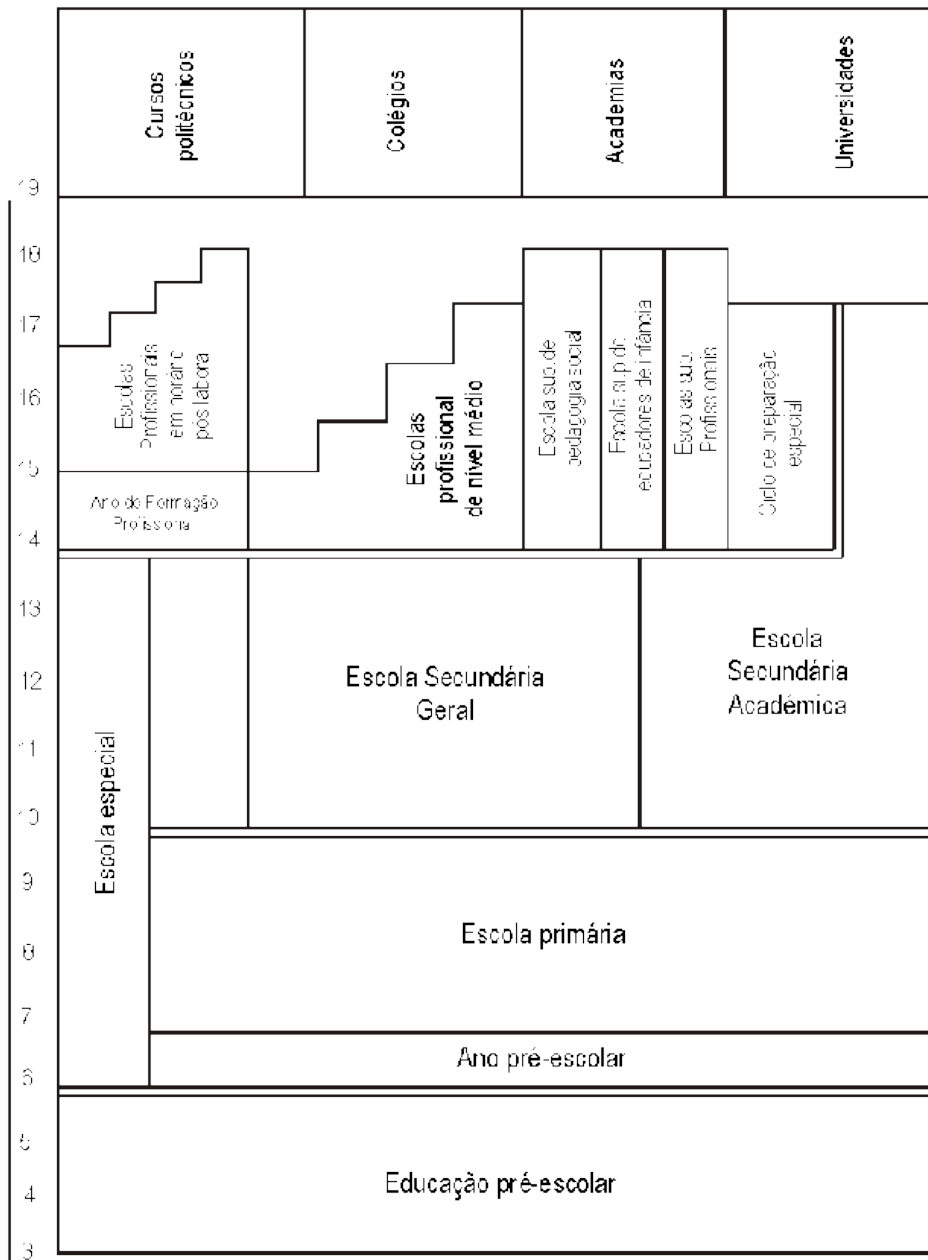 Cursos
politécnicos
Colégios
Academias
Universidades
19
18
17
16
15
14
13
12
11
10
9
8
7
6
5
4
3
Escolas
Profissionais
em horário
pós labora
Ano de Formação
Profissiona
Escolas
profissional
de nível médio
Escola sup.de
pedagogia social
Escola sup.de
educadores de infância
Escolas sup.
Profissionais
Ciclo de preparação
especial
Escola especial
Escola Secundária
Geral
Escola
Secundária
Académica
Escola primária
Ano pré-escolar
Educação pré-escolar